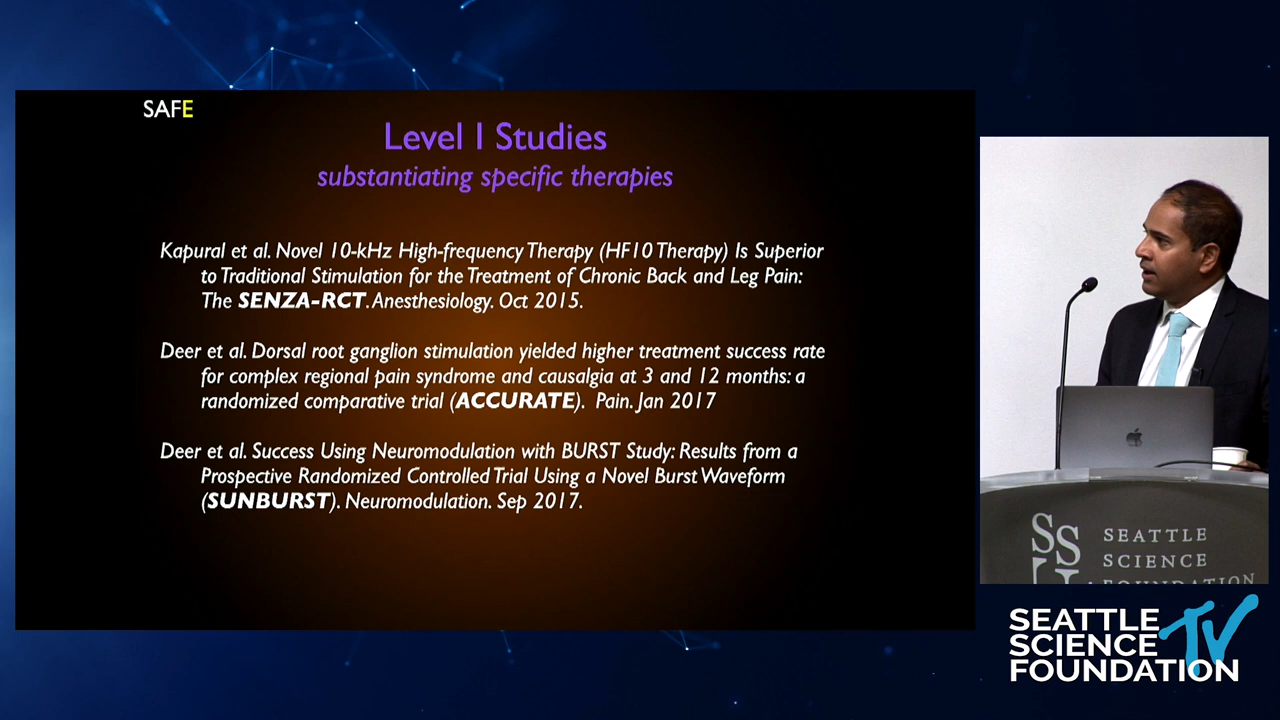 SAFE
Level I Studies
substantiating specific therapies
Kapural et al. Novel 10-kHz High-frequency Therapy (HF10 Therapy) Is Superior
to Traditional Stimulation for the Treatment of Chronic Back and Leg Pain:
The SENZA-RCT. Anesthesiology. Oct 2015.
Deer et al. Dorsal root ganglion stimulation yielded higher treatment success rate
for complex regional pain syndrome and causalgia at 3 and 12 months: a
randomized comparative trial (ACCURATE). Pain. Jan 2017
Deer et al. Success Using Neuromodulation with BURST Study: Results from a
Prospective Randomized Controlled Trial Using a Novel Burst Waveform
(SUNBURST). Neuromodulation. Sep 2017.
SEATTLE
SCIENCE
FOUNDATION
SEATTLE
SCIENCE
FOUNDATION
TV